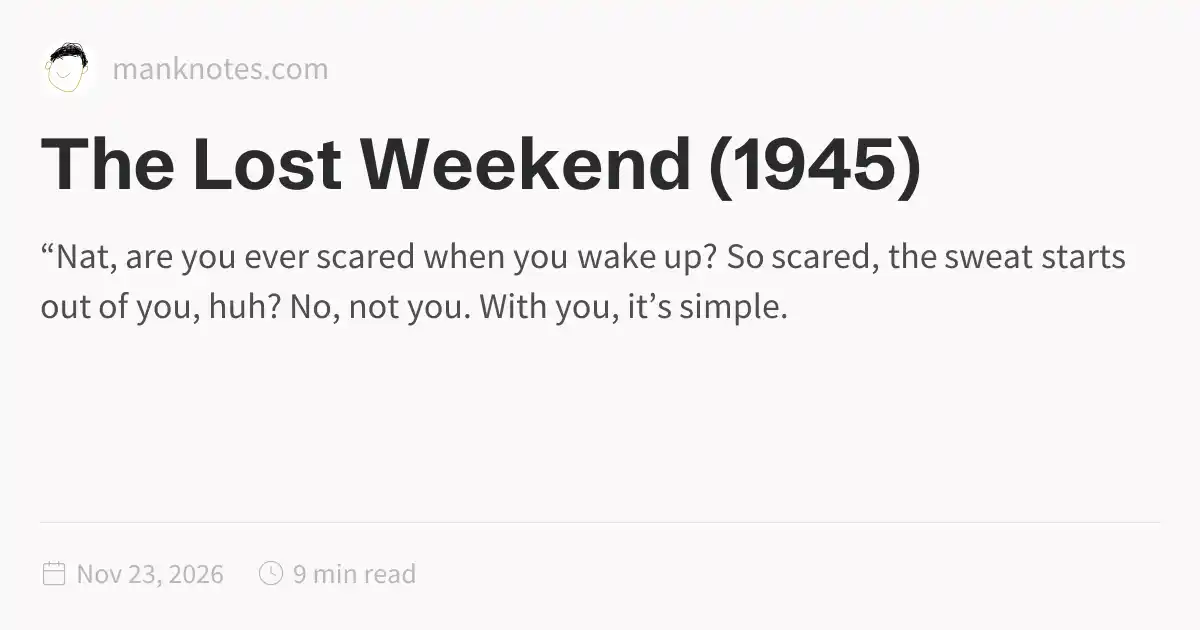 manknotes.com
The Lost Weekend (1945)
“Nat, are you ever scared when you wake up? So scared, the sweat starts
out of you, huh? No, not you. With you, it’s simple.
Nov 23, 2026 9 min read